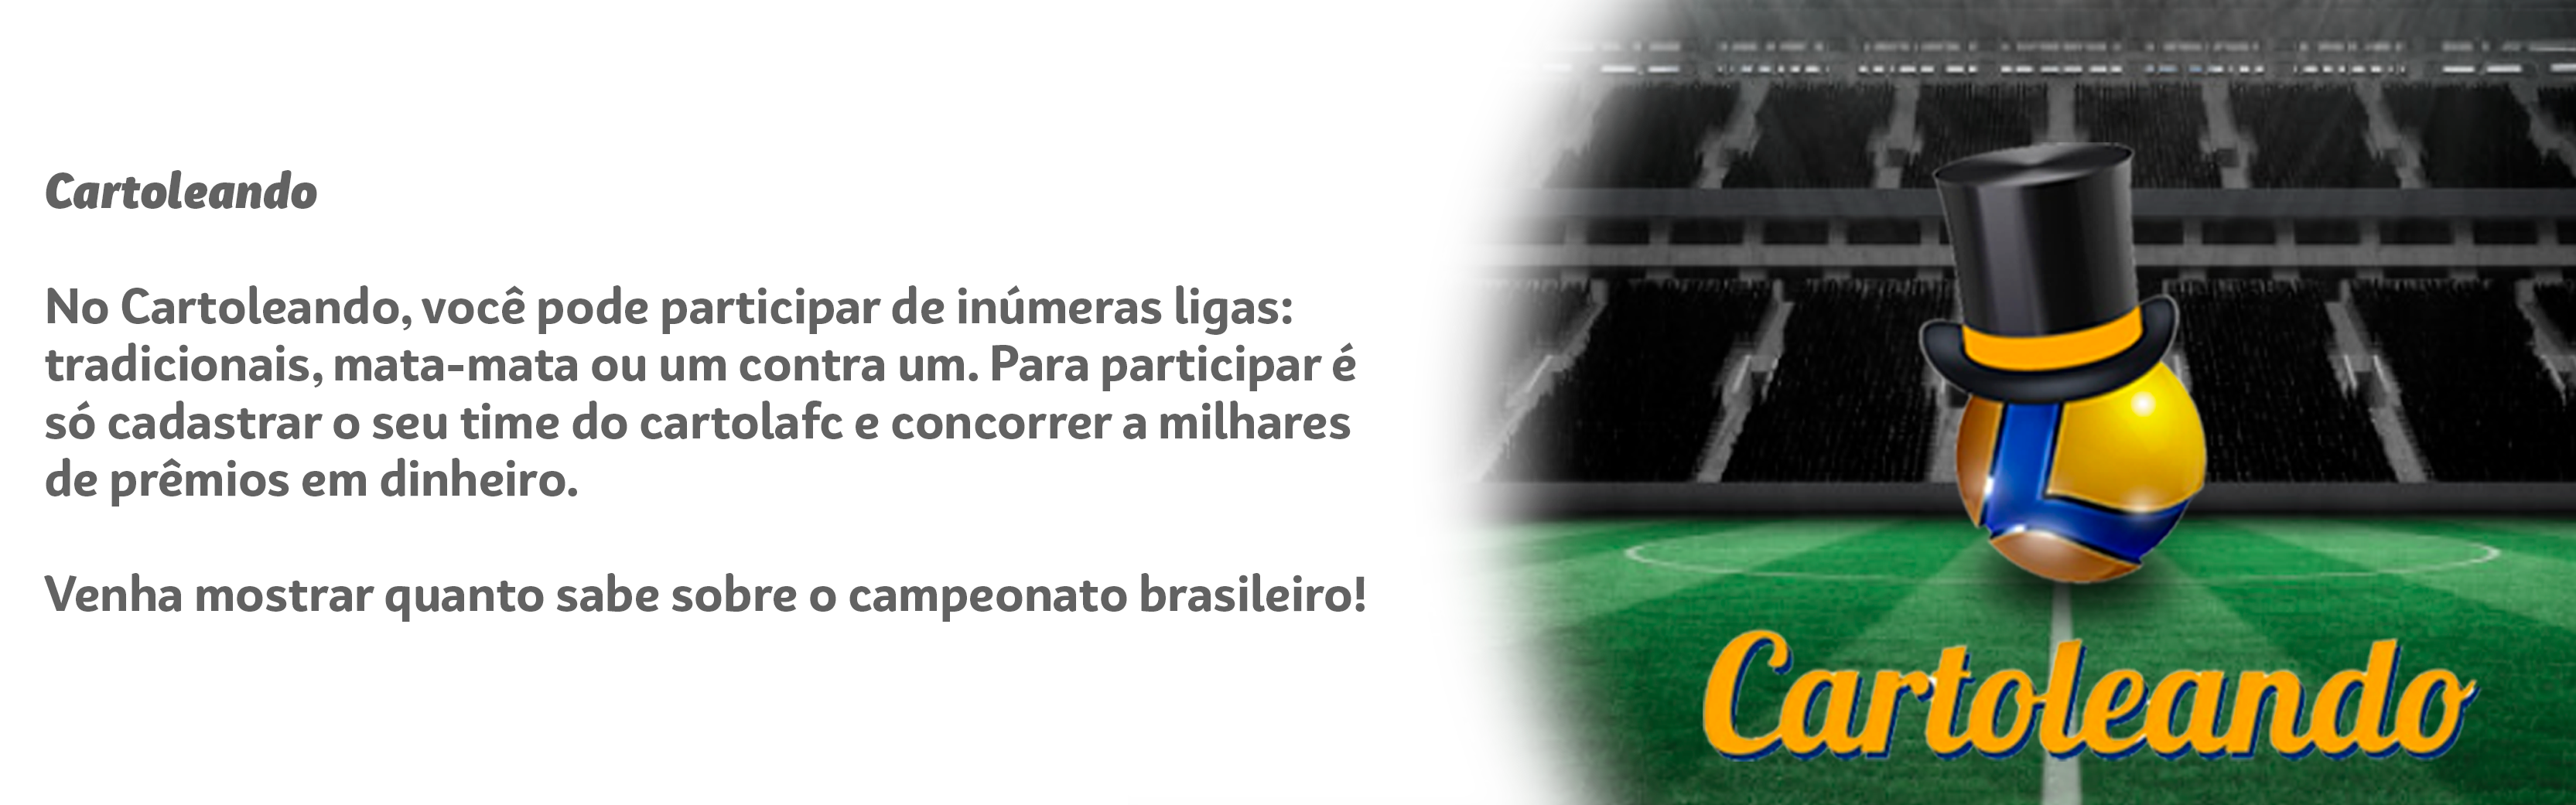 Cartoleando
No Cartoleando, você pode participar de inúmeras ligas:
tradicionais, mata-mata ou um contra um. Para participar é
só cadastrar o seu time do cartolafc e concorrer a milhares
de prêmios em dinheiro.
Venha mostrar quanto sabe sobre o campeonato brasileiro!
Cartoleando